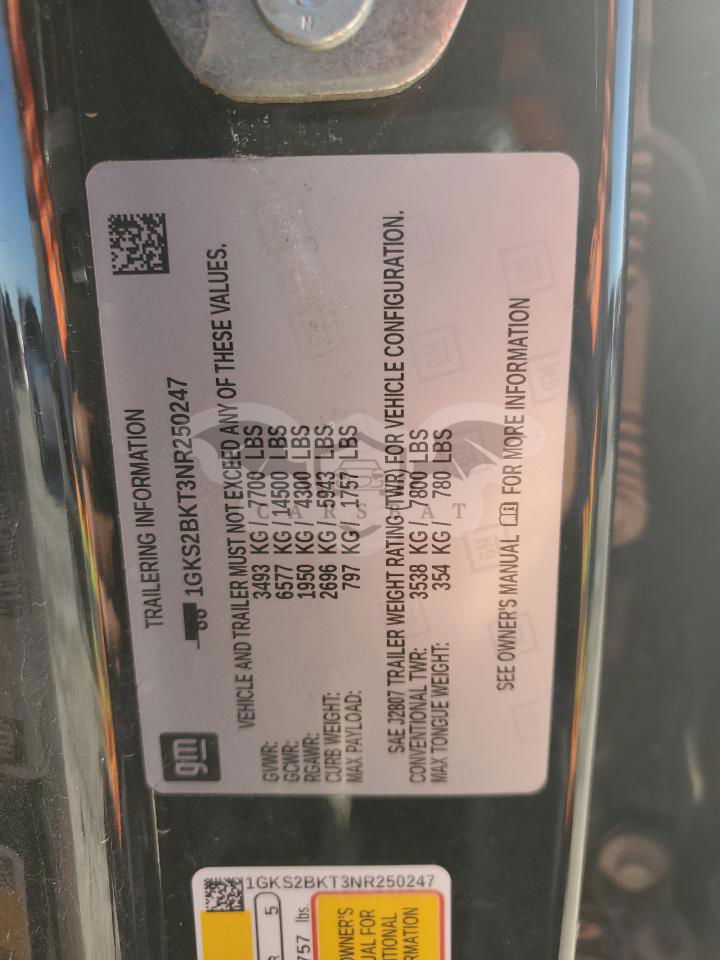 N
TRAILERING INFORMATION
1GKS2BKT3NR250247
gm
VEHICLE AND TRAILER MUST NOT EXCEED ANY OF THESE VALUES.
GVWR: 3493 KG / 7700 LBS
GCWR: 6577 KG / 14500 LBS
RGAWR: 1950 KG / 4300 LBS
CURB WEIGHT: 2696 KG / 5943 LBS
MAX PAYLOAD: 797 KG / 1757 LBS
SAE J2807 TRAILER WEIGHT RATING (TWR) FOR VEHICLE CONFIGURATION.
CONVENTIONAL TWR: 3538 KG / 7800 LBS
MAX TONGUE WEIGHT: 354 KG / 780 LBS
SEE OWNER'S MANUAL FOR MORE INFORMATION
CARSBAT
1GKS2BKT3NR250247
5
757 lbs.